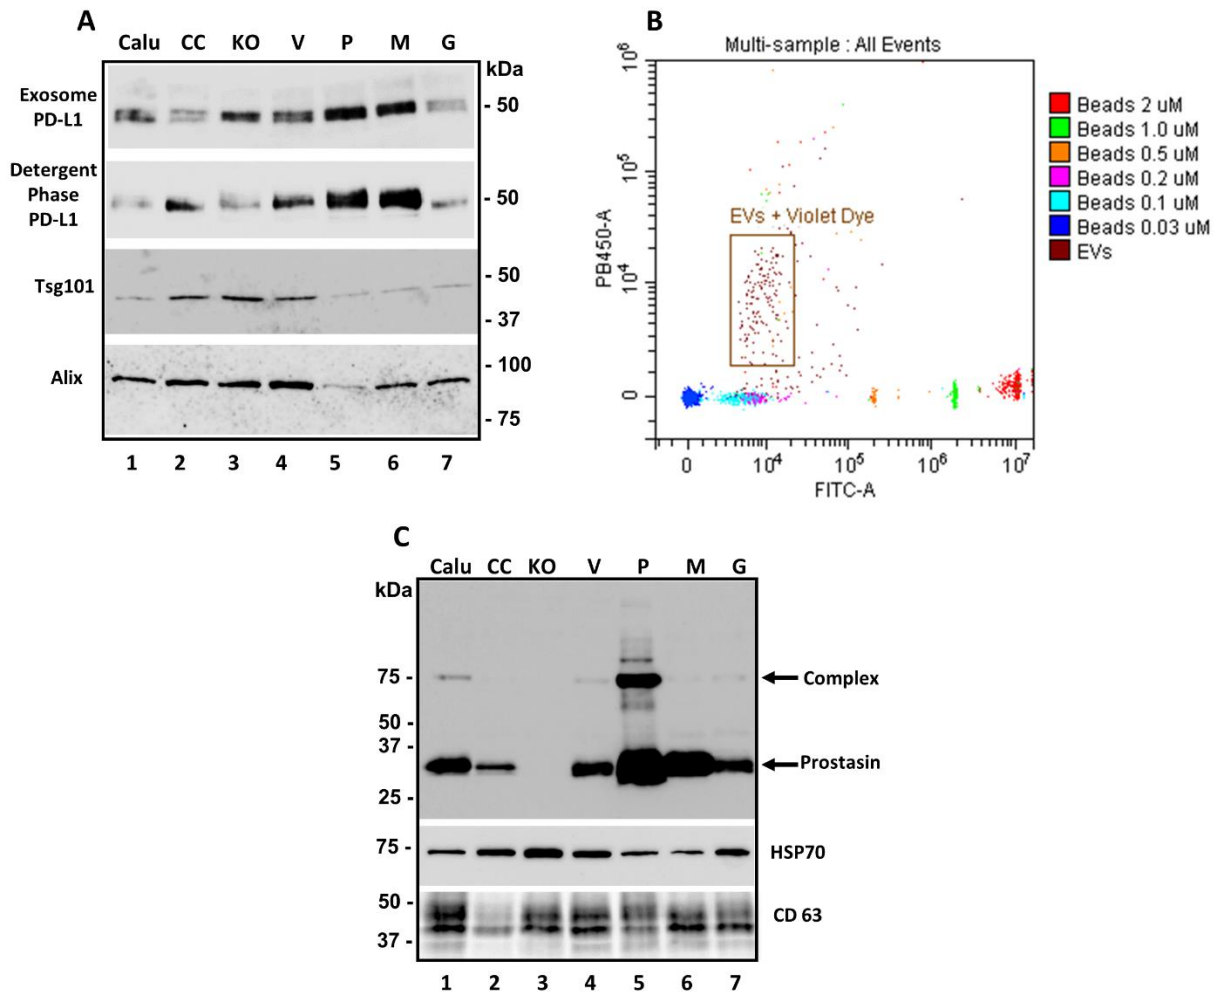 A
Calu CC KO V P M G
kDa
Exosome
PD-L1
- 50
Detergent
Phase
PD-L1
- 50
Tsg101
- 50
- 37
Alix
- 100
- 75
1 2 3 4 5 6 7
B
Multi-sample : All Events
PB450-A
10^6
10^5
10^4
0
EVs + Violet Dye
0 10^4 10^5 10^6 10^7
FITC-A
Beads 2 uM
Beads 1.0 uM
Beads 0.5 uM
Beads 0.2 uM
Beads 0.1 uM
Beads 0.03 uM
EVs
C
Calu CC KO V P M G
kDa
75 -
Complex
50 -
37 -
Prostasin
25 -
75 -
HSP70
50 -
CD 63
37 -
1 2 3 4 5 6 7